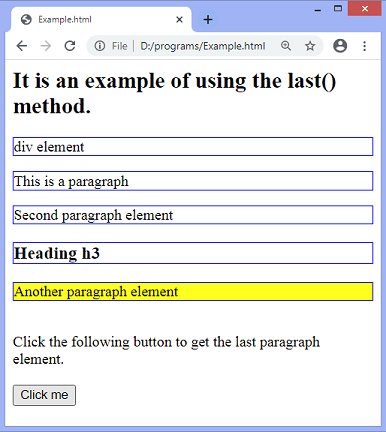 Example.html
File | D:/programs/Example.html
It is an example of using the last()
method.
div element
This is a paragraph
Second paragraph element
Heading h3
Another paragraph element
Click the following button to get the last paragraph
element.
Click me